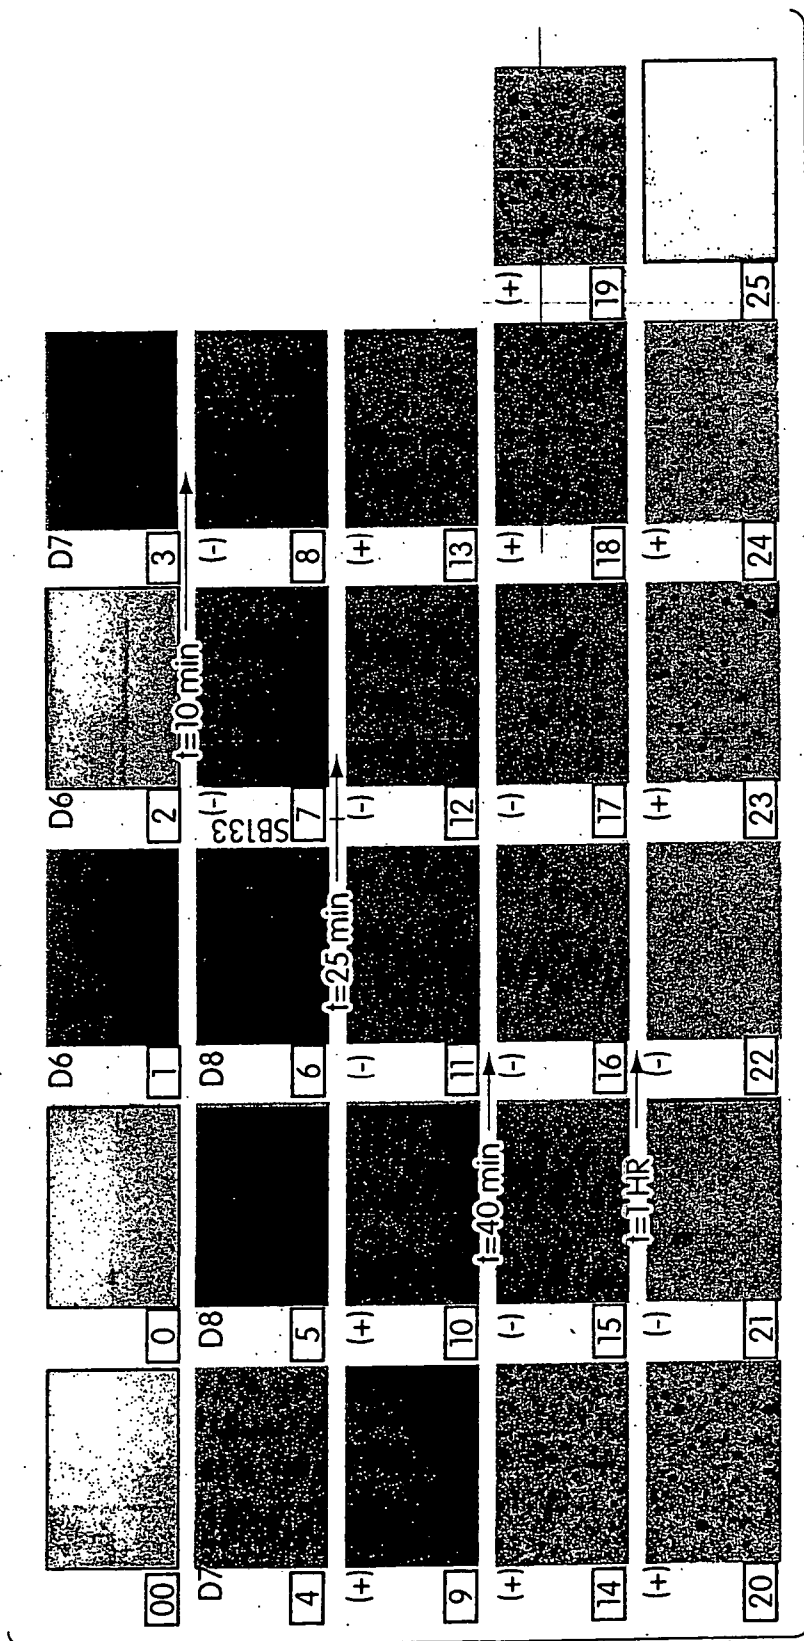 D6 D6 D7
00 0 1 2 3
t=10 min
D7 D8 D8 (-) (-)
SB133
4 5 6 7 8
t=25 min
(+) (+) (-) (-) (+)
9 10 11 12 13
t=40 min
(+) (-) (-) (-) (+) (+)
14 15 16 17 18 19
t=1 HR
(+) (-) (-) (+) (+)
20 21 22 23 24 25